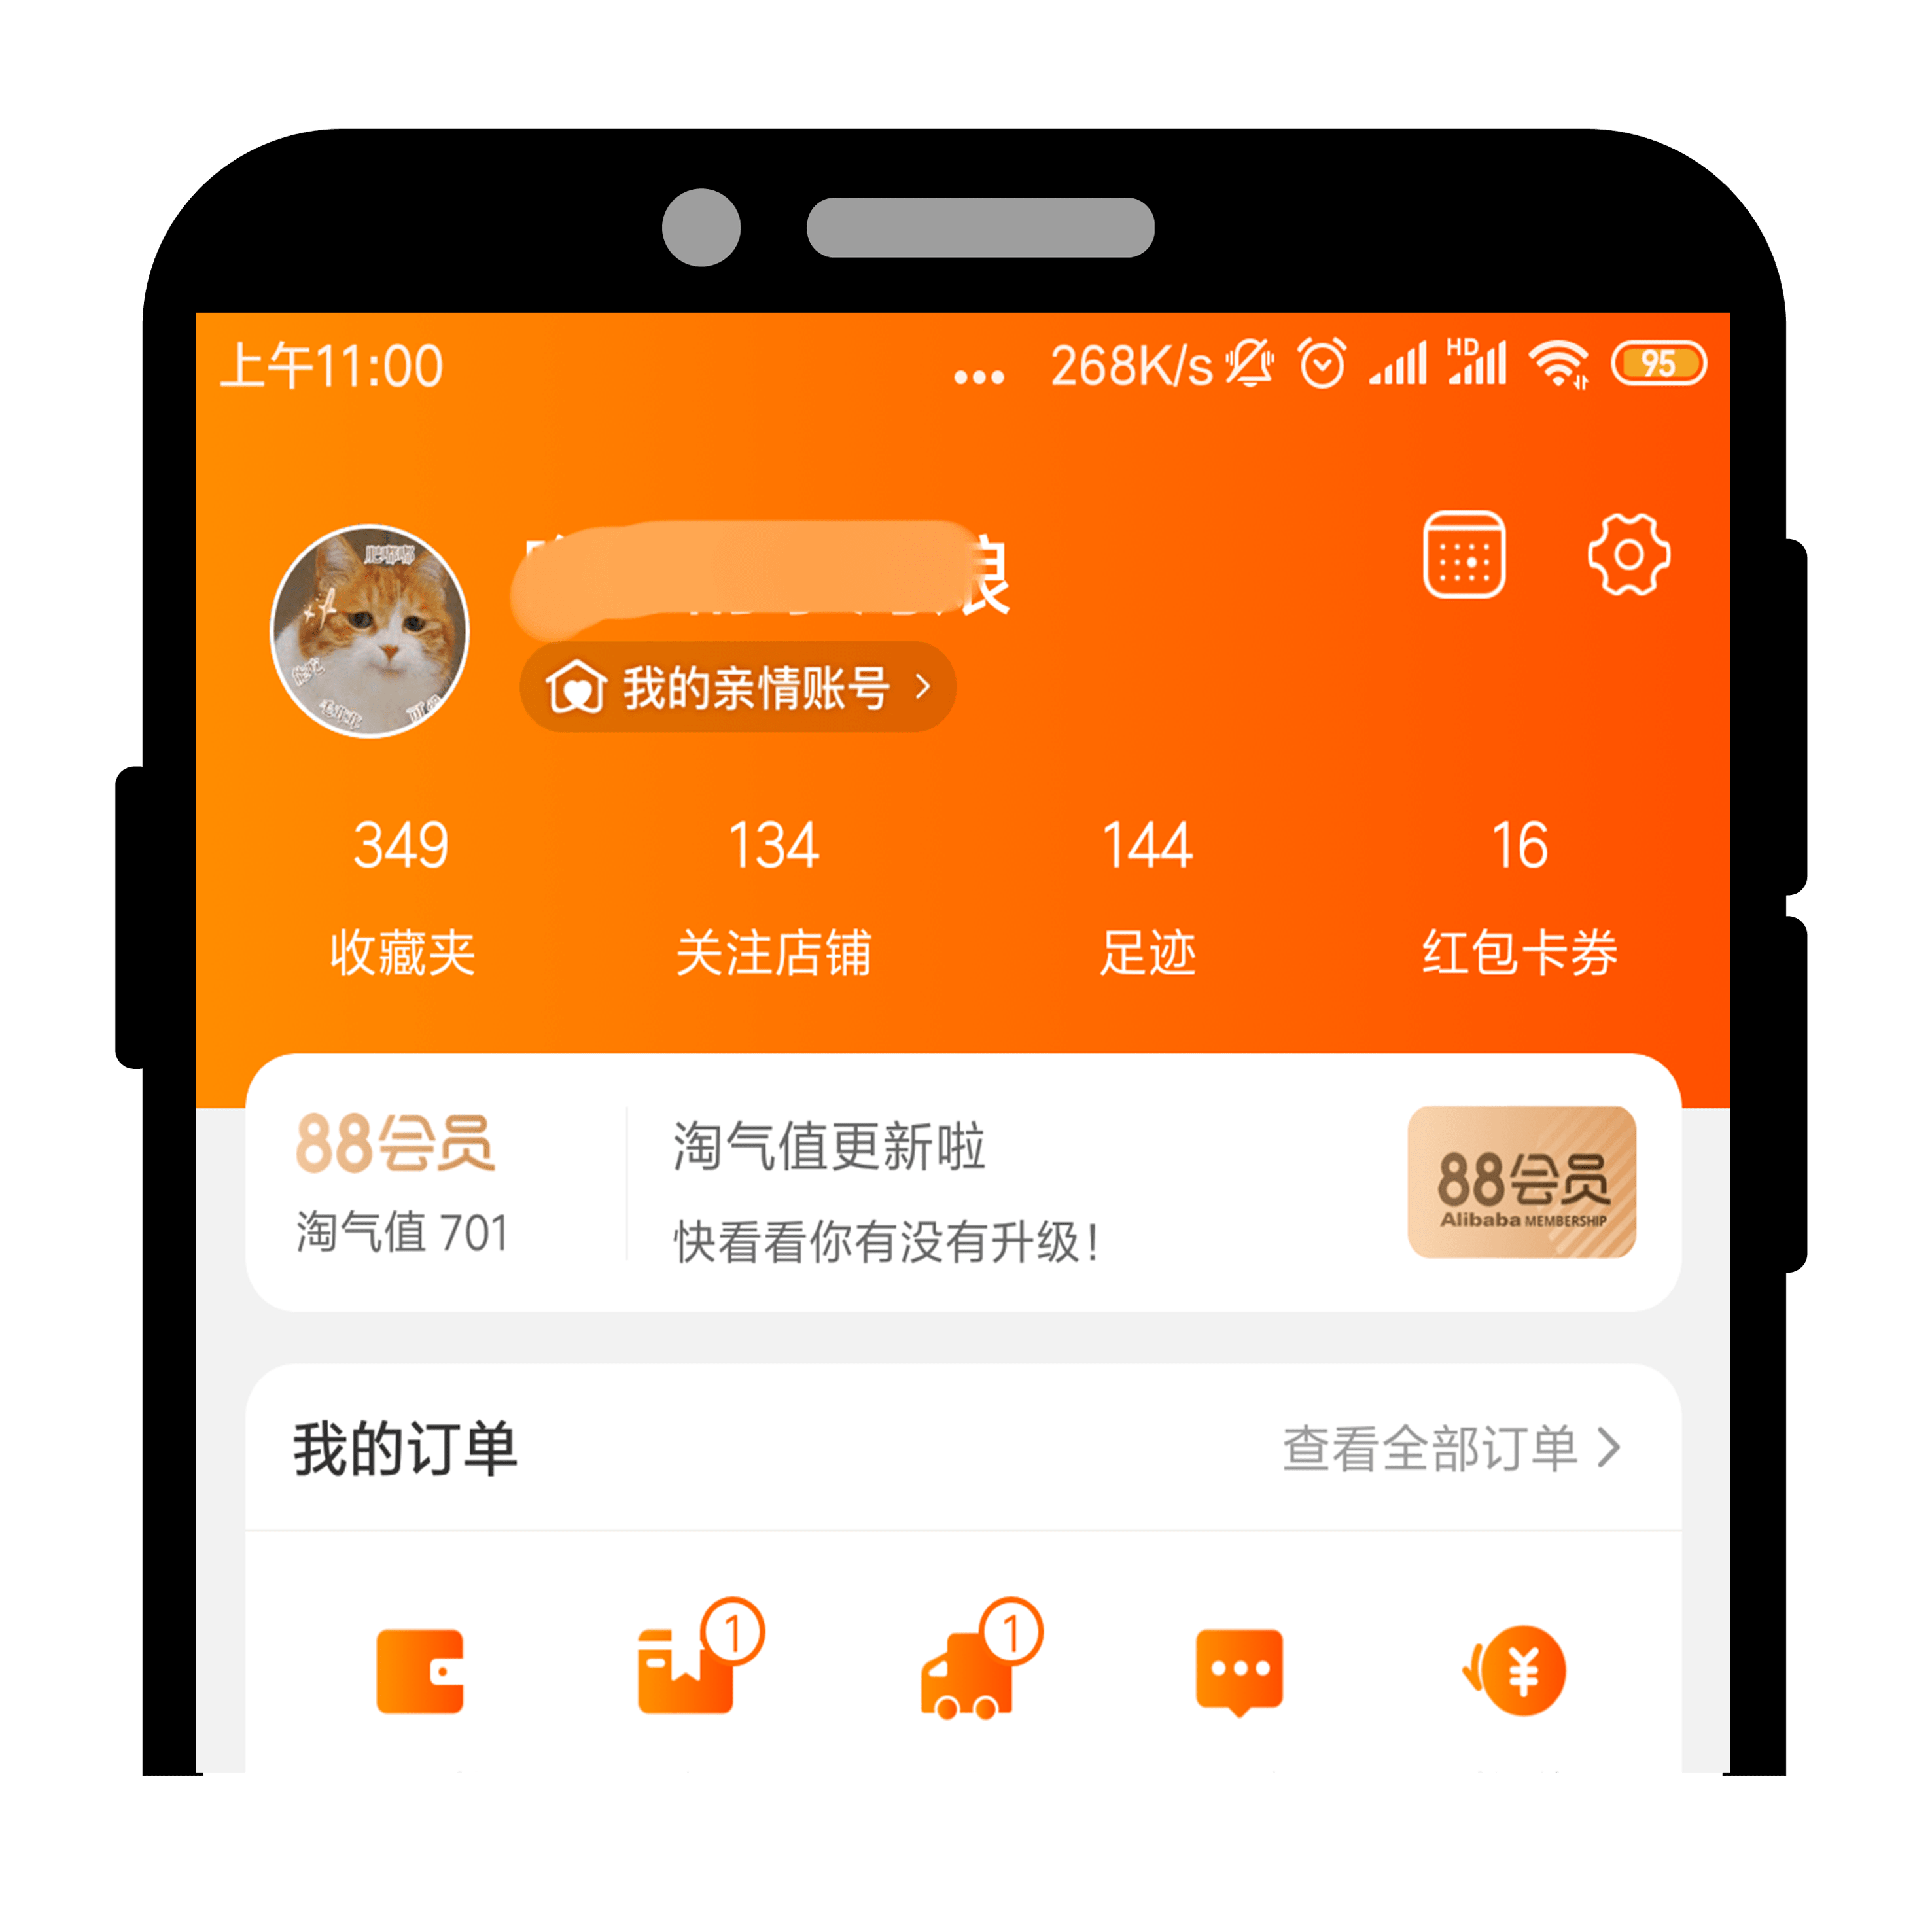 上午11:00
268K/s
HD
95
肥嘟嘟
我的亲情账号
349 134 144 16
收藏夹 关注店铺 足迹 红包卡券
88会员
淘气值 701
淘气值更新啦
快看看你有没有升级!
88会员
Alibaba MEMBERSHIP
我的订单 查看全部订单
1 1
¥